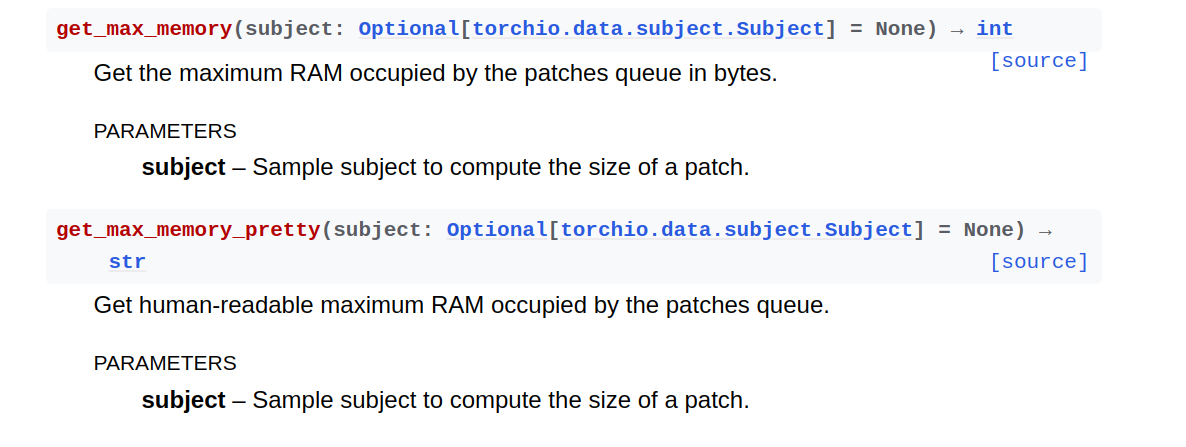 get_max_memory(subject: Optional[torchio.data.subject.Subject] = None) → int
[source]
Get the maximum RAM occupied by the patches queue in bytes.
PARAMETERS
subject – Sample subject to compute the size of a patch.
get_max_memory_pretty(subject: Optional[torchio.data.subject.Subject] = None) →
str [source]
Get human-readable maximum RAM occupied by the patches queue.
PARAMETERS
subject – Sample subject to compute the size of a patch.